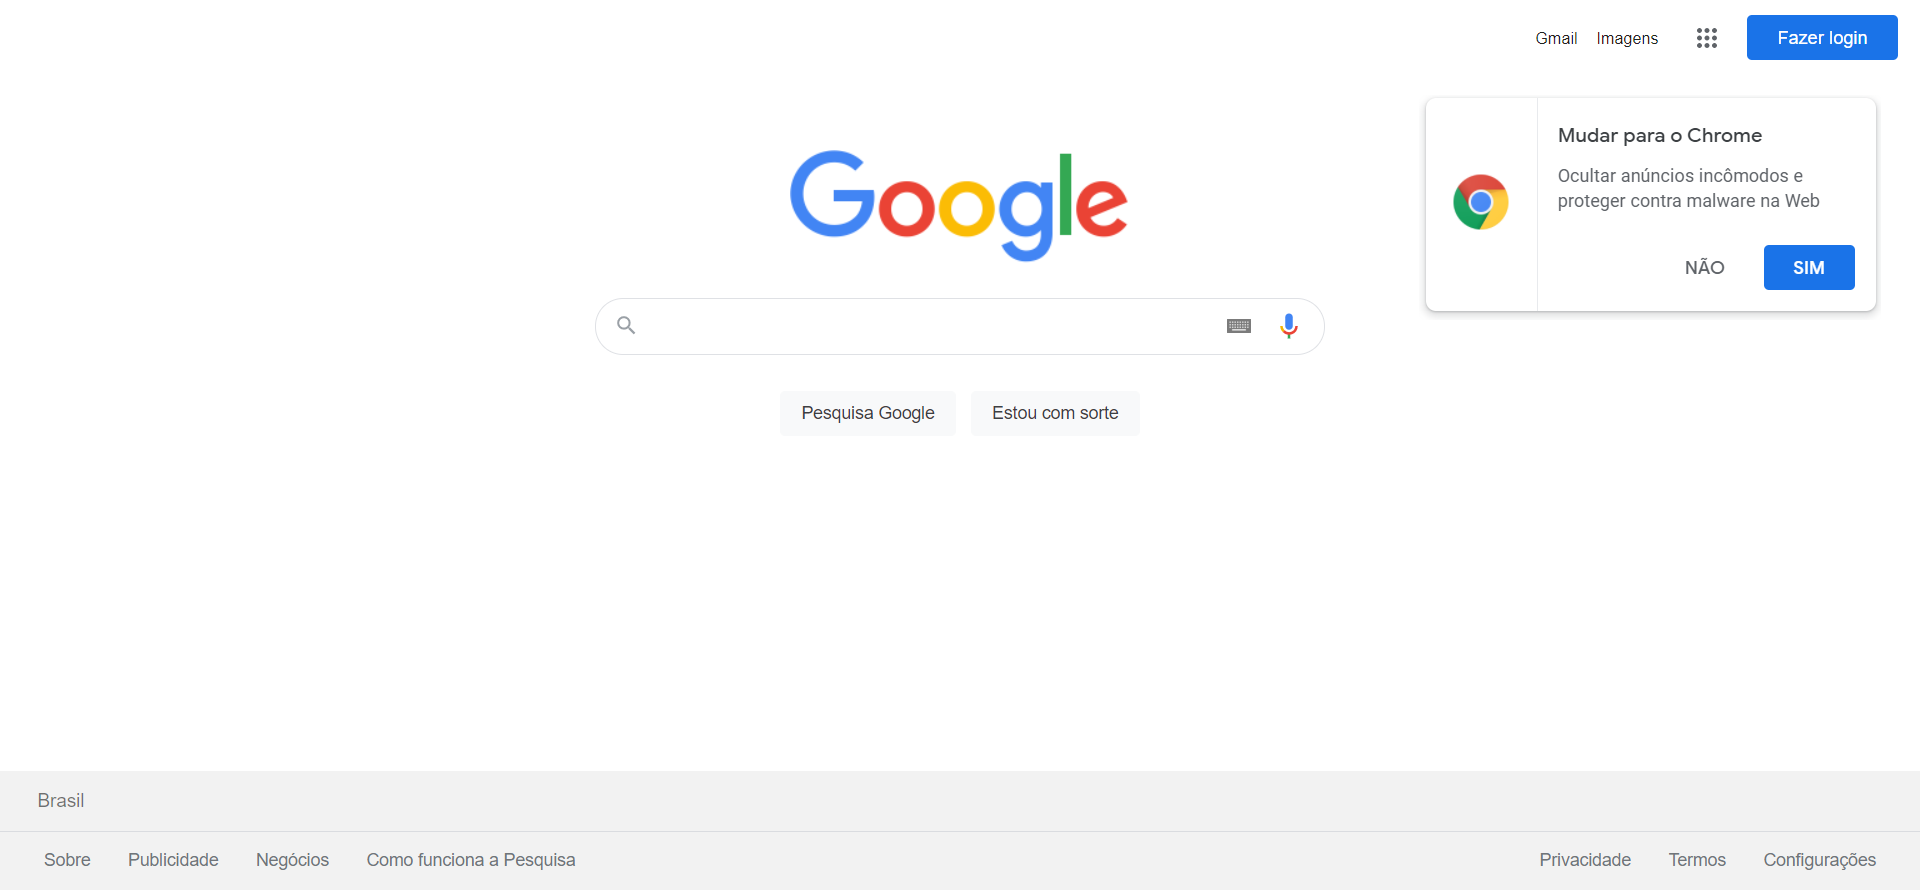 Gmail Imagens Fazer login
Google
Mudar para o Chrome
Ocultar anúncios incômodos e
proteger contra malware na Web
NÃO SIM
Pesquisa Google Estou com sorte
Brasil
Sobre Publicidade Negócios Como funciona a Pesquisa Privacidade Termos Configurações